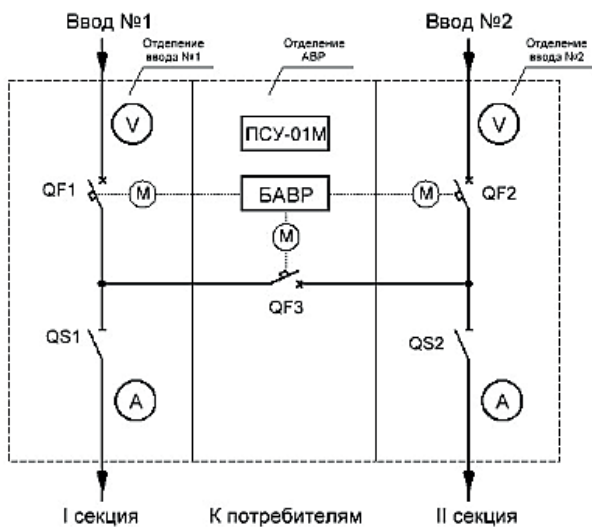 Ввод №1
Ввод №2
Отделение
ввода №1
Отделение
АВР
Отделение
ввода №2
V
V
ПСУ-01М
QF1
М
БАВР
М
QF2
М
QF3
QS1
QS2
А
А
I секция
К потребителям
II секция